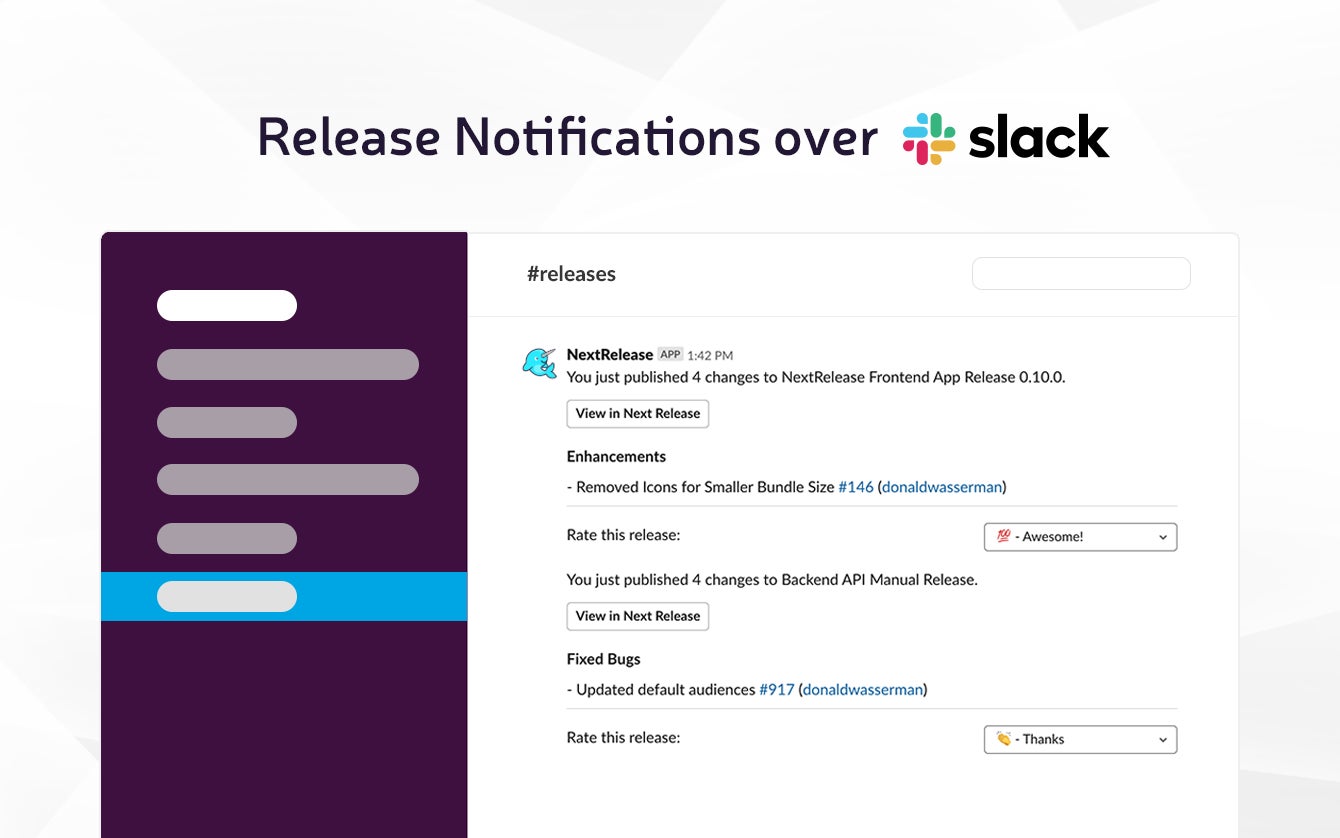 Release Notifications over slack
#releases
NextRelease APP 1:42 PM
You just published 4 changes to NextRelease Frontend App Release 0.10.0.
View in Next Release
Enhancements
- Removed Icons for Smaller Bundle Size #146 (donaldwasserman)
Rate this release: 💯 - Awesome!
You just published 4 changes to Backend API Manual Release.
View in Next Release
Fixed Bugs
- Updated default audiences #917 (donaldwasserman)
Rate this release: 👏 - Thanks